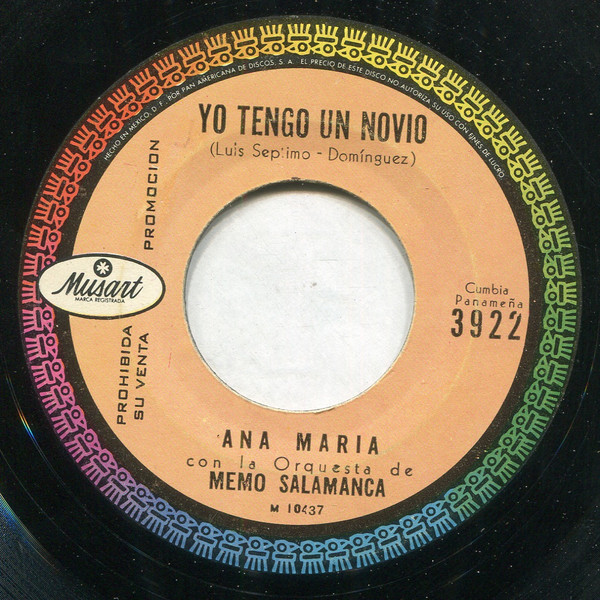 HECHO EN MEXICO, D. F., POR PAN AMERICANA DE DISCOS, S. A. EL PRECIO DE ESTE DISCO NO AUTORIZA SU USO CON FINES DE LUCRO
YO TENGO UN NOVIO
(Luis Septimo - Domínguez)
PROMOCION
Musart
MARCA REGISTRADA
PROHIBIDA
SU VENTA
Cumbia
Panameña
3922
ANA MARIA
con la Orquesta de
MEMO SALAMANCA
M 10437